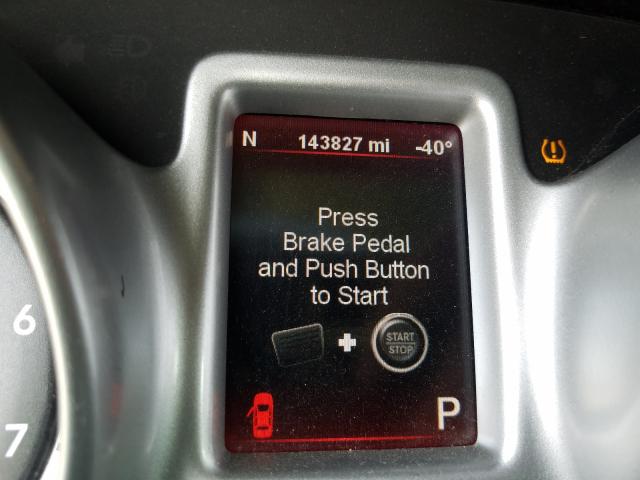 N 143827 mi -40°
Press
Brake Pedal
and Push Button
to Start
START
STOP
P
6
7